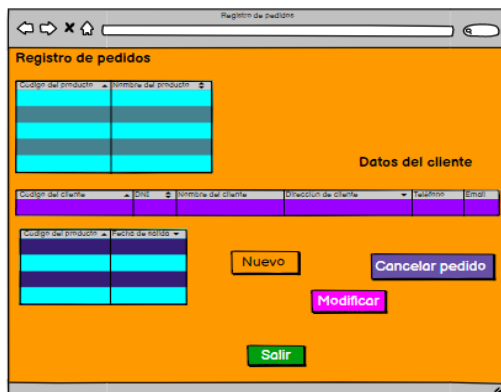 Registro de pedidos
Registro de pedidos
Codigo del producto Nombre del producto
Datos del cliente
Codigo del cliente DNI Nombre del cliente Direccion de cliente Teléfono Email
Codigo del producto Fecha de salida
Nuevo
Cancelar pedido
Modificar
Salir